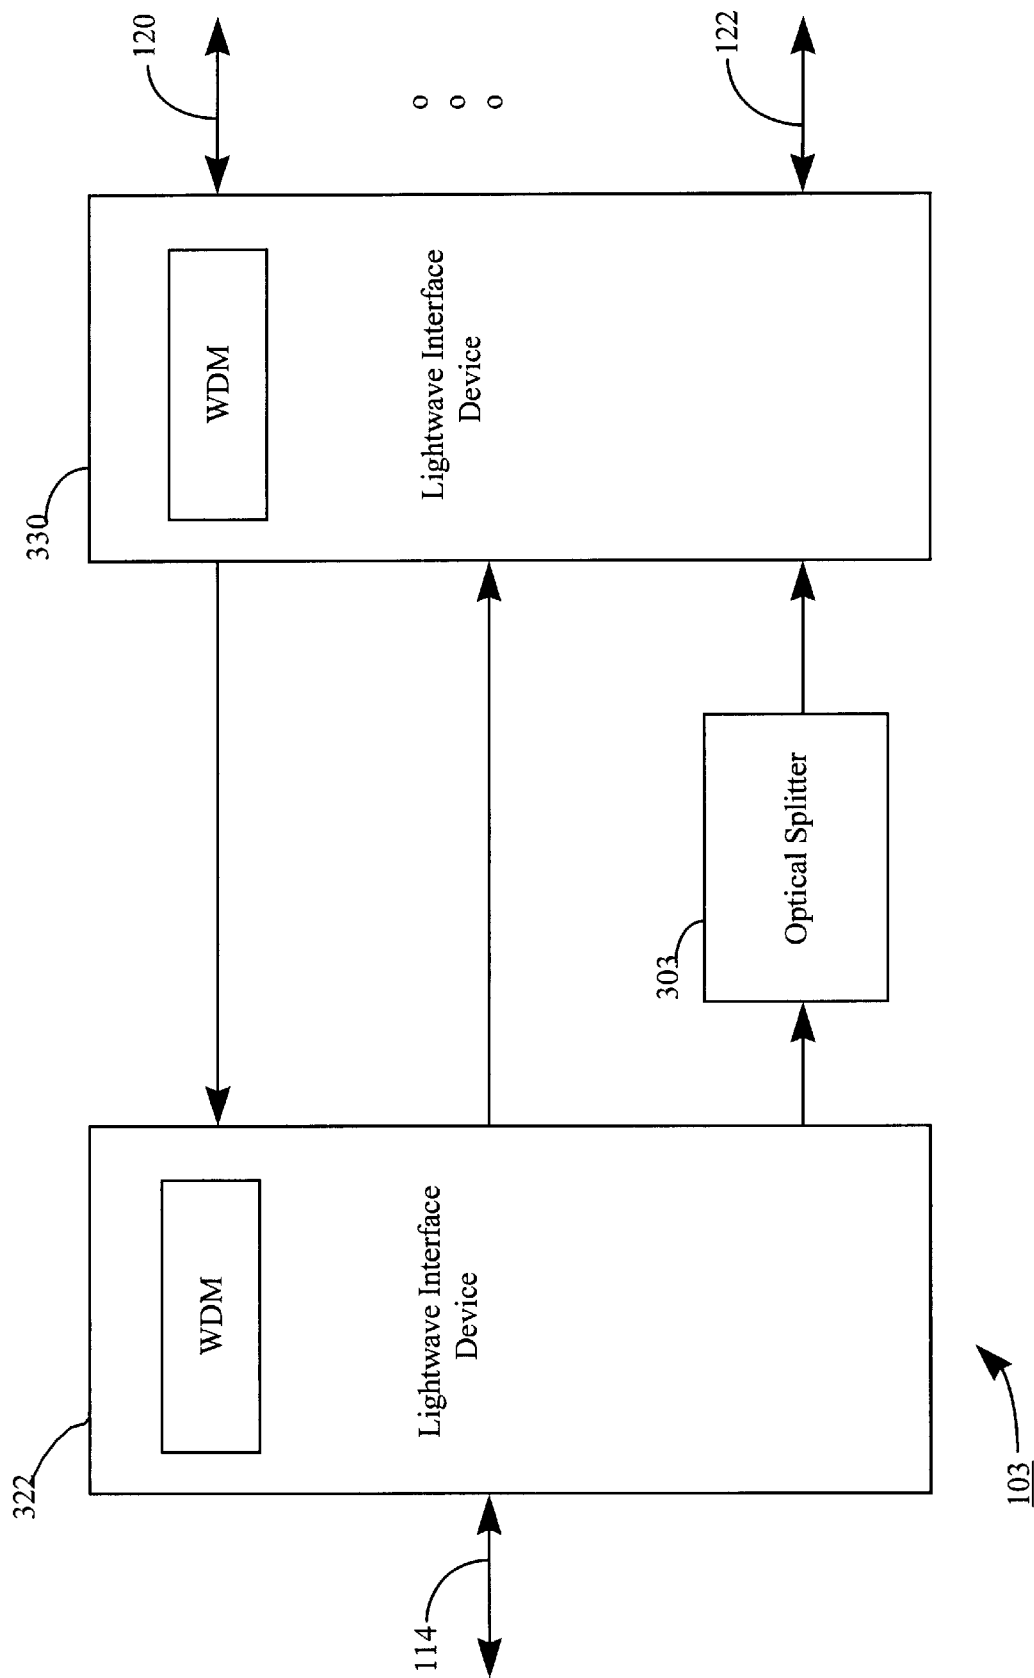 322
330
WDM
WDM
120
114
Lightwave Interface
Device
Lightwave Interface
Device
o
o
o
303
Optical Splitter
122
103